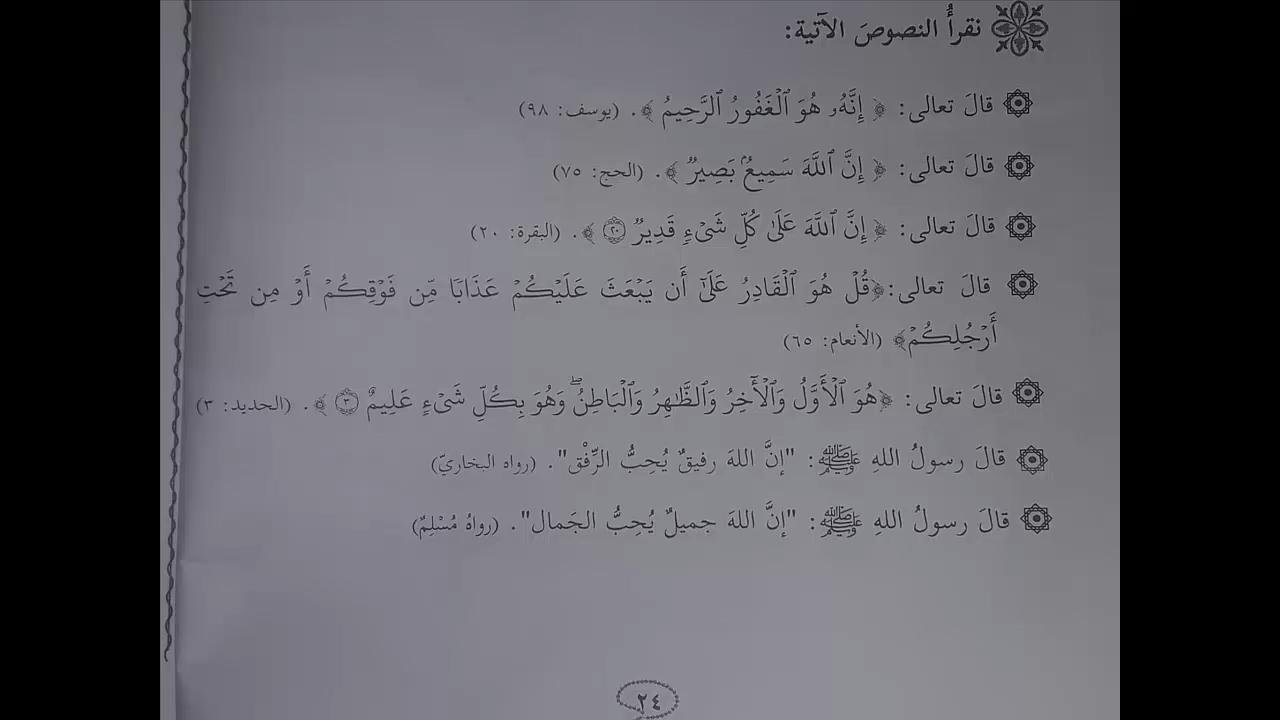 نقرأُ النصوصَ الآتية:
قالَ تعالى: ﴿ إِنَّهُۥ هُوَ ٱلْغَفُورُ ٱلرَّحِيمُ ﴾. (يوسف: ٩٨)
قالَ تعالى: ﴿ إِنَّ ٱللَّهَ سَمِيعٌۢ بَصِيرٌ ﴾. (الحج: ٧٥)
قالَ تعالى: ﴿ إِنَّ ٱللَّهَ عَلَىٰ كُلِّ شَىْءٍ قَدِيرٌ ٢٠ ﴾. (البقرة: ٢٠)
قالَ تعالى: ﴿قُلْ هُوَ ٱلْقَادِرُ عَلَىٰٓ أَن يَبْعَثَ عَلَيْكُمْ عَذَابًا مِّن فَوْقِكُمْ أَوْ مِن تَحْتِ
أَرْجُلِكُمْ﴾ (الأنعام: ٦٥)
قالَ تعالى: ﴿هُوَ ٱلْأَوَّلُ وَٱلْأَخِرُ وَٱلظَّـٰهِرُ وَٱلْبَاطِنُ ۖ وَهُوَ بِكُلِّ شَىْءٍ عَلِيمٌ ٣ ﴾. (الحديد: ٣)
قالَ رسولُ اللهِ ﷺ: "إنَّ اللهَ رفيقٌ يُحِبُّ الرِّفْق". (رواه البخاريّ)
قالَ رسولُ اللهِ ﷺ: "إنَّ اللهَ جميلٌ يُحِبُّ الجَمال". (رواهُ مُسْلِمٌ)
٢٤